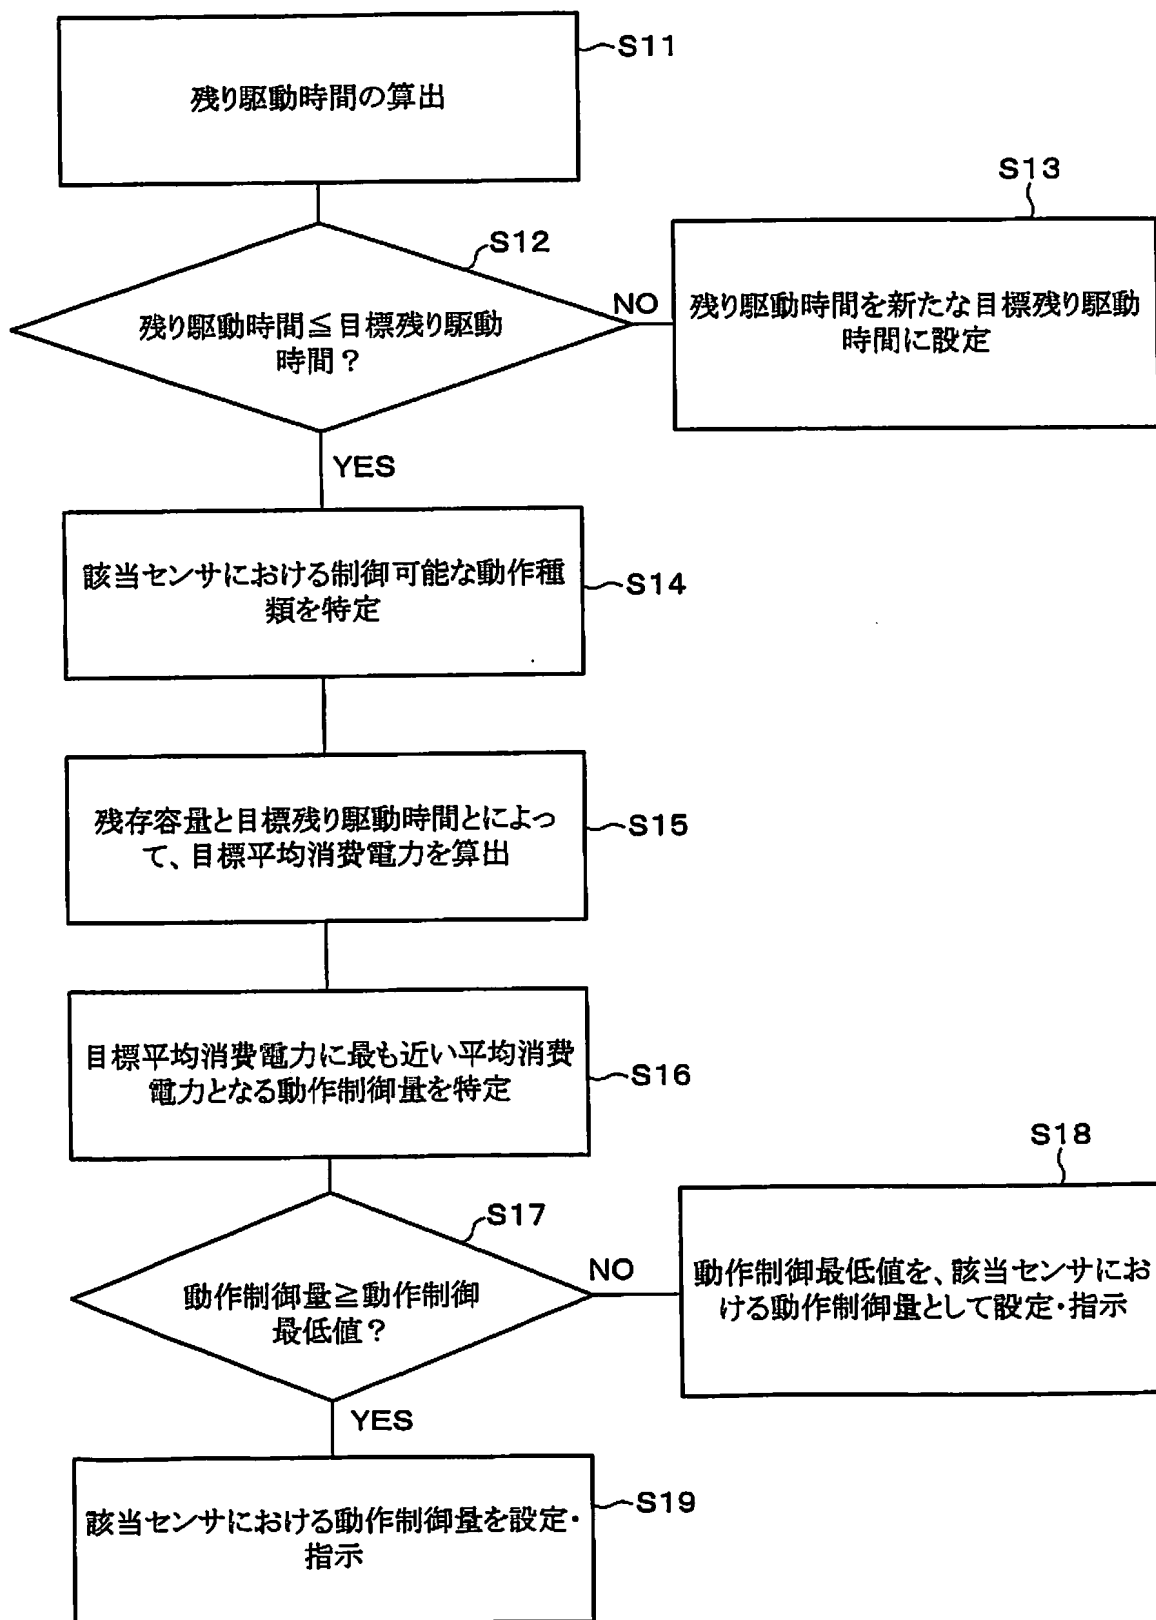 S11
残り駆動時間の算出
S13
S12
残り駆動時間≦目標残り駆動
時間？
NO
残り駆動時間を新たな目標残り駆動
時間に設定
YES
該当センサにおける制御可能な動作種
類を特定
S14
残存容量と目標残り駆動時間とによっ
て、目標平均消費電力を算出
S15
目標平均消費電力に最も近い平均消費
電力となる動作制御量を特定
S16
S18
S17
動作制御量≧動作制御
最低値？
NO
動作制御最低値を、該当センサにお
ける動作制御量として設定・指示
YES
該当センサにおける動作制御量を設定・
指示
S19